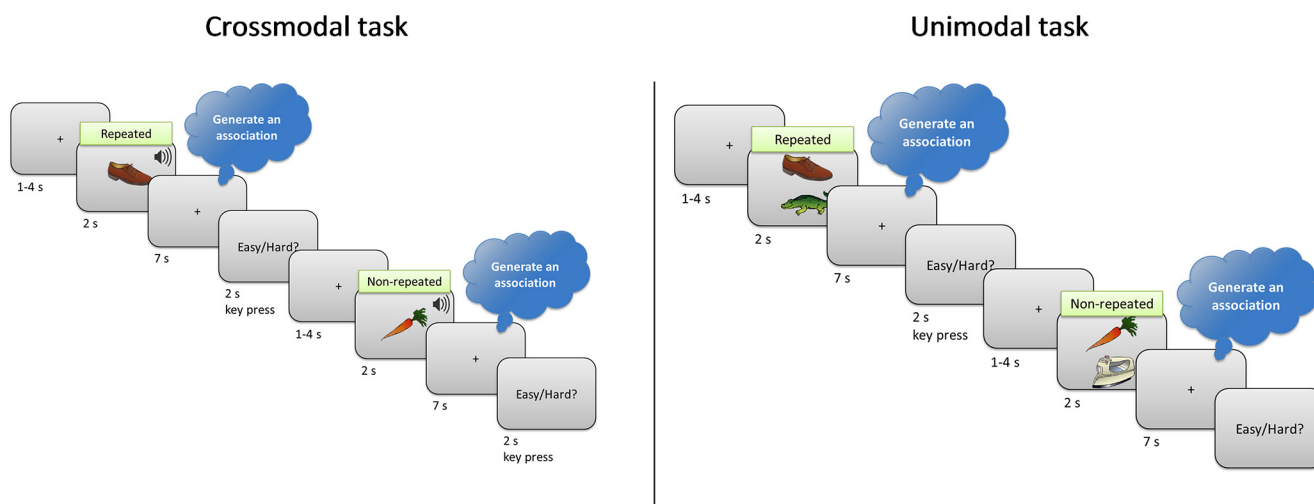 Crossmodal task
Unimodal task
Generate an
association
Repeated
+
1-4 s
2 s
+
7 s
Easy/Hard?
2 s
key press
+
1-4 s
Generate an
association
Non-repeated
2 s
+
7 s
Easy/Hard?
2 s
key press
Generate an
association
Repeated
+
1-4 s
2 s
+
7 s
Easy/Hard?
2 s
key press
+
1-4 s
Generate an
association
Non-repeated
2 s
+
7 s
Easy/Hard?